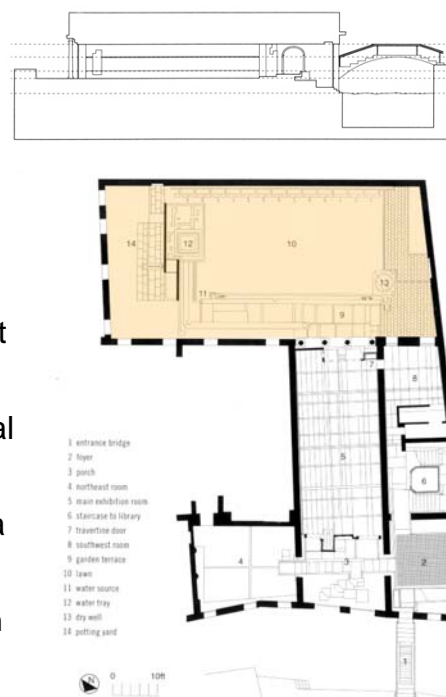 t
al
a
n
14
12
10
13
11
9
7
8
5
6
4
3
2
1
1 entrance bridge
2 foyer
3 porch
4 northeast room
5 main exhibition room
6 staircase to library
7 travertine door
8 southwest room
9 garden terrace
10 lawn
11 water source
12 water tray
13 dry well
14 potting yard
N 0 10ft